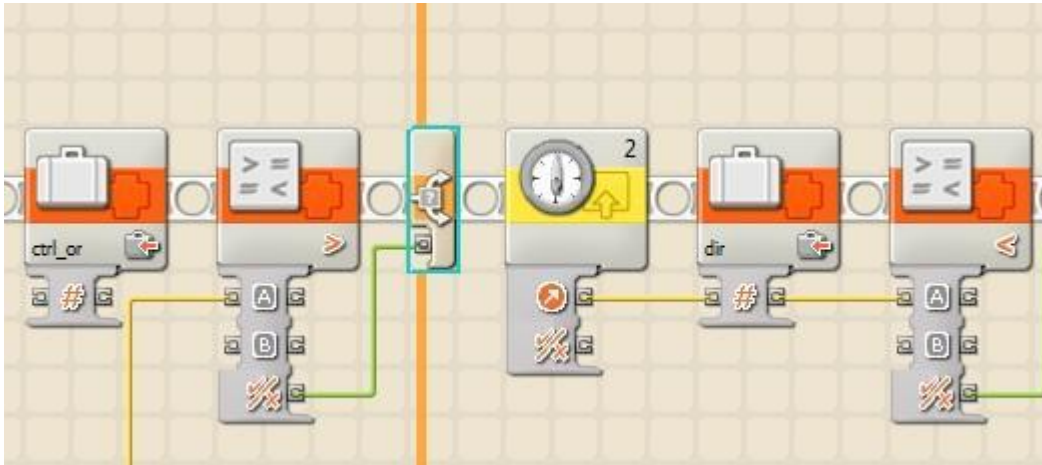 ctrl_or
#
> =
= <
>
A
B
?
2
dir
#
> =
= <
<
A
B